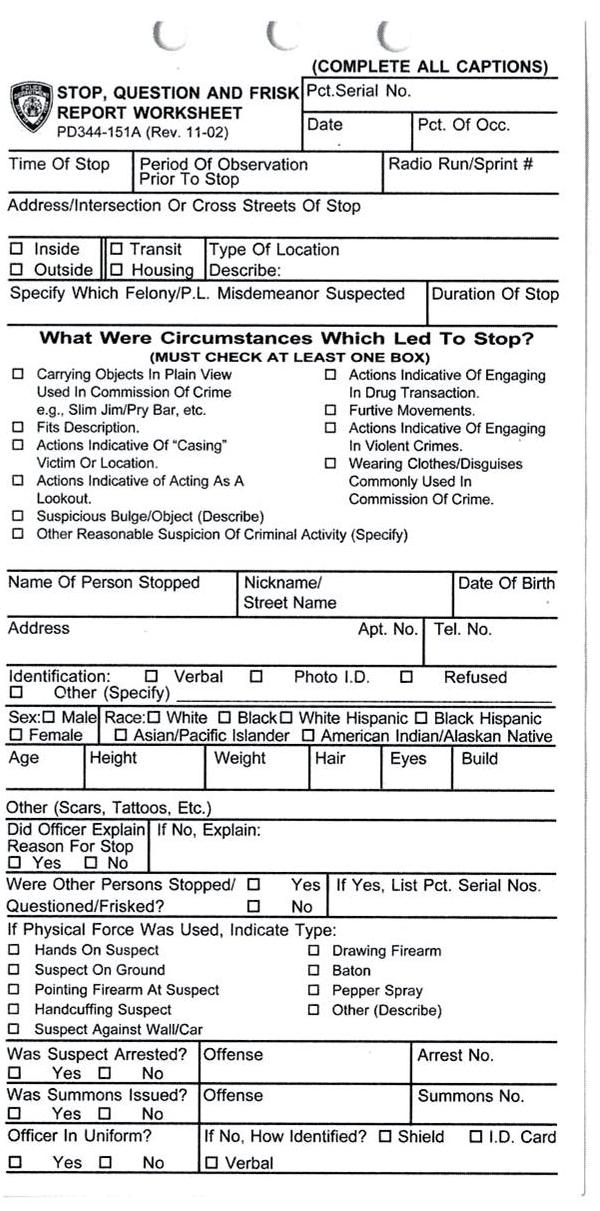 (COMPLETE ALL CAPTIONS)
STOP, QUESTION AND FRISK
REPORT WORKSHEET
PD344-151A (Rev. 11-02)
Pct.Serial No.
Date
Pct. Of Occ.
Time Of Stop
Period Of Observation
Prior To Stop
Radio Run/Sprint #
Address/Intersection Or Cross Streets Of Stop
Inside
Outside
Transit
Housing
Type Of Location
Describe:
Specify Which Felony/P.L. Misdemeanor Suspected
Duration Of Stop
What Were Circumstances Which Led To Stop?
(MUST CHECK AT LEAST ONE BOX)
Carrying Objects In Plain View
Used In Commission Of Crime
e.g., Slim Jim/Pry Bar, etc.
Fits Description.
Actions Indicative Of “Casing”
Victim Or Location.
Actions Indicative of Acting As A
Lookout.
Suspicious Bulge/Object (Describe)
Other Reasonable Suspicion Of Criminal Activity (Specify)
Actions Indicative Of Engaging
In Drug Transaction.
Furtive Movements.
Actions Indicative Of Engaging
In Violent Crimes.
Wearing Clothes/Disguises
Commonly Used In
Commission Of Crime.
Name Of Person Stopped
Nickname/
Street Name
Date Of Birth
Address
Apt. No.
Tel. No.
Identification: Verbal Photo I.D. Refused
Other (Specify)
Sex: Male
Female
Race: White Black White Hispanic Black Hispanic
Asian/Pacific Islander American Indian/Alaskan Native
Age
Height
Weight
Hair
Eyes
Build
Other (Scars, Tattoos, Etc.)
Did Officer Explain
Reason For Stop
Yes No
If No, Explain:
Were Other Persons Stopped/ Yes
Questioned/Frisked? No
If Yes, List Pct. Serial Nos.
If Physical Force Was Used, Indicate Type:
Hands On Suspect
Suspect On Ground
Pointing Firearm At Suspect
Handcuffing Suspect
Suspect Against Wall/Car
Drawing Firearm
Baton
Pepper Spray
Other (Describe)
Was Suspect Arrested?
Yes No
Offense
Arrest No.
Was Summons Issued?
Yes No
Offense
Summons No.
Officer In Uniform?
Yes No
If No, How Identified? Shield I.D. Card
Verbal